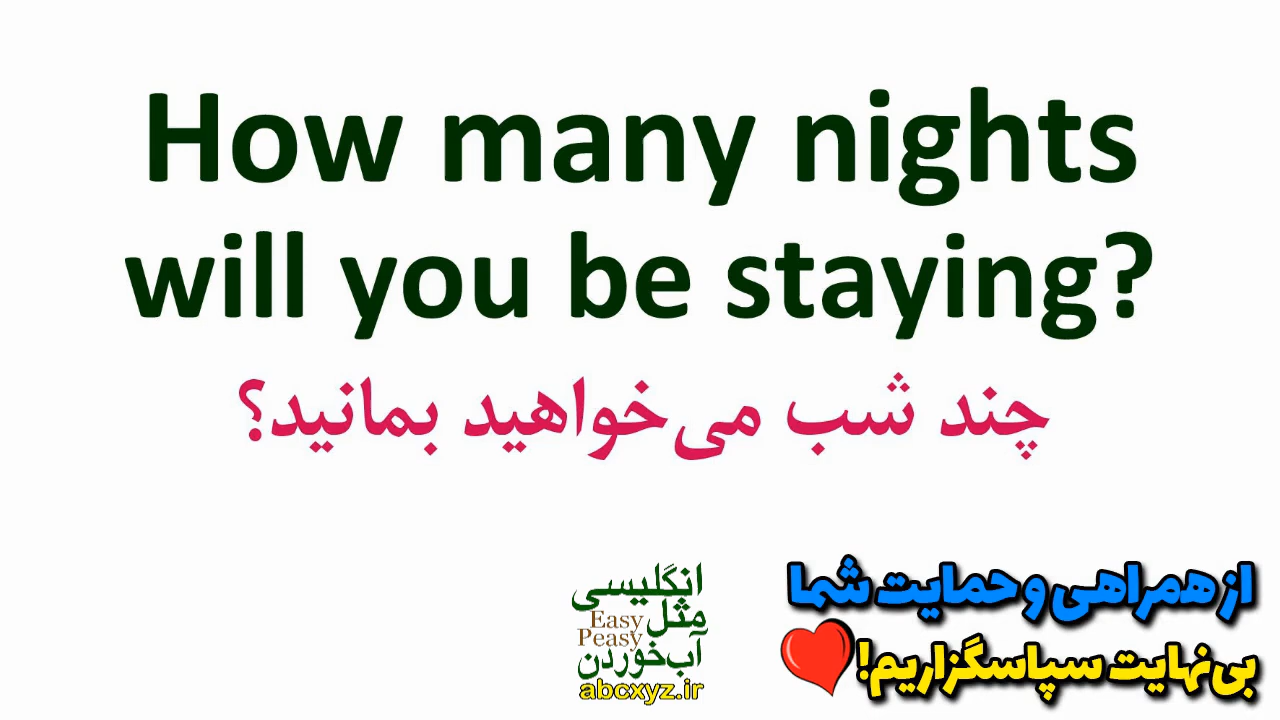 How many nights
will you be staying?
چند شب می‌خواهید بمانید؟
انگلیسی
مثل
Easy
Peasy
آب‌خوردن
abcxyz.ir
از همراهی و حمایت شما
بی‌نهایت سپاسگزاریم!